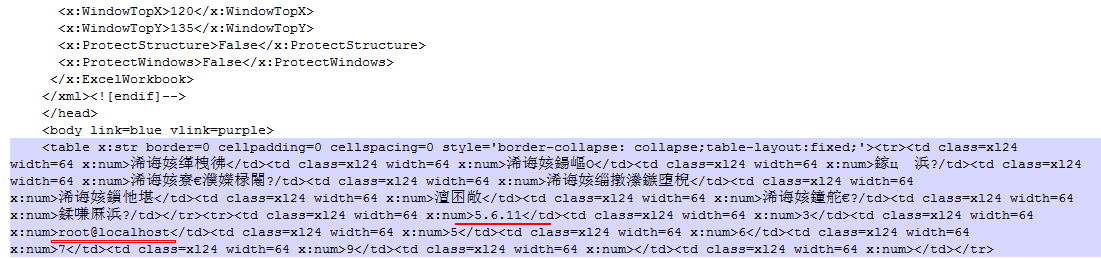 <x:WindowTopX>120</x:WindowTopX>
<x:WindowTopY>135</x:WindowTopY>
<x:ProtectStructure>False</x:ProtectStructure>
<x:ProtectWindows>False</x:ProtectWindows>
</x:ExcelWorkbook>
</xml><![endif]-->
</head>
<body link=blue vlink=purple>
<table x:str border=0 cellpadding=0 cellspacing=0 style='border-collapse: collapse;table-layout:fixed;'><tr><td class=xl24
width=64 x:num>浠诲姟缂栧彿</td><td class=xl24 width=64 x:num>浠诲姟鍚嶇О</td><td class=xl24 width=64 x:num>鎵ц 浜?/td><td class=xl24
width=64 x:num>浠诲姟寮€濮嬫椂闂?/td><td class=xl24 width=64 x:num>浠诲姟缁撴潫鏃堕棿</td><td class=xl24 width=64
x:num>浠诲姟鎻忚堪</td><td class=xl24 width=64 x:num>澶囨敞</td><td class=xl24 width=64 x:num>浠诲姟鐘舵€?/td><td class=xl24 width=64
x:num>鍒嗛厤浜?/td></tr><tr><td class=xl24 width=64 x:num>5.6.11</td><td class=xl24 width=64 x:num>3</td><td class=xl24 width=64
x:num>root@localhost</td><td class=xl24 width=64 x:num>5</td><td class=xl24 width=64 x:num>6</td><td class=xl24 width=64
x:num>7</td><td class=xl24 width=64 x:num>9</td><td class=xl24 width=64 x:num></td><td class=xl24 width=64 x:num></td></tr>